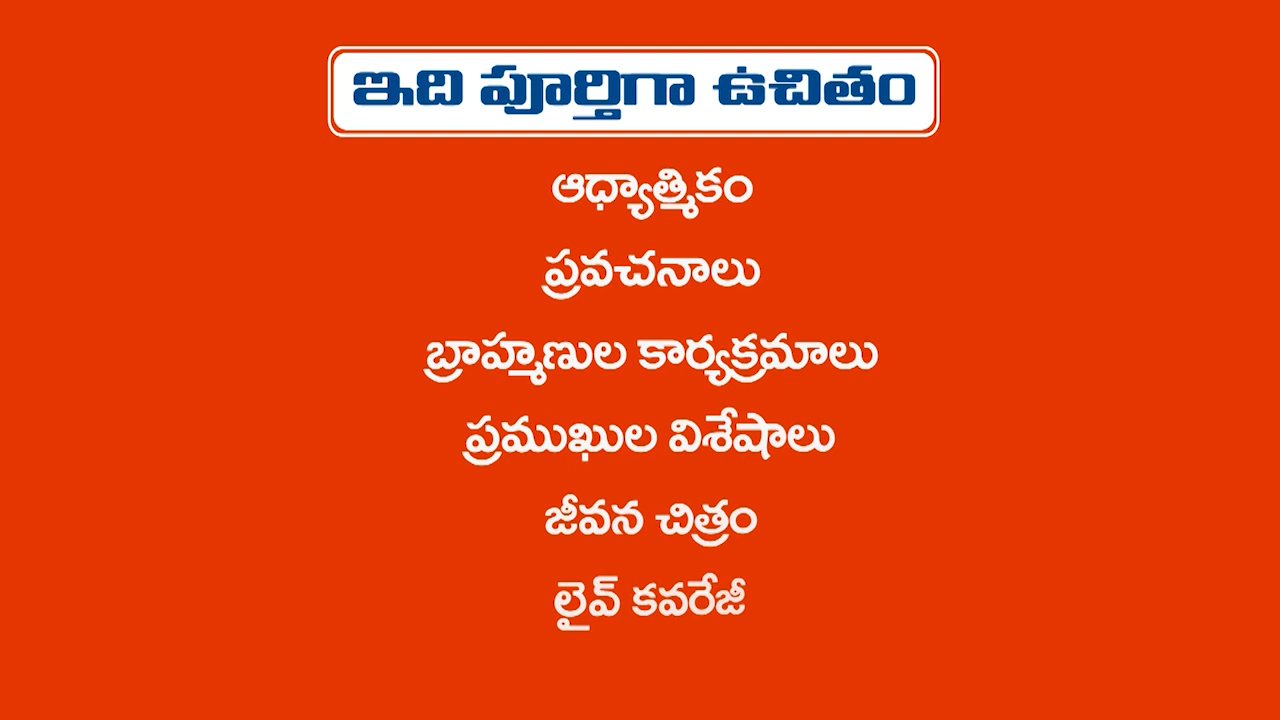 ఇది పూర్తిగా ఉచితం
ఆధ్యాత్మికం
ప్రవచనాలు
బ్రాహ్మణుల కార్యక్రమాలు
ప్రముఖుల విశేషాలు
జీవన చిత్రం
లైవ్ కవరేజీ